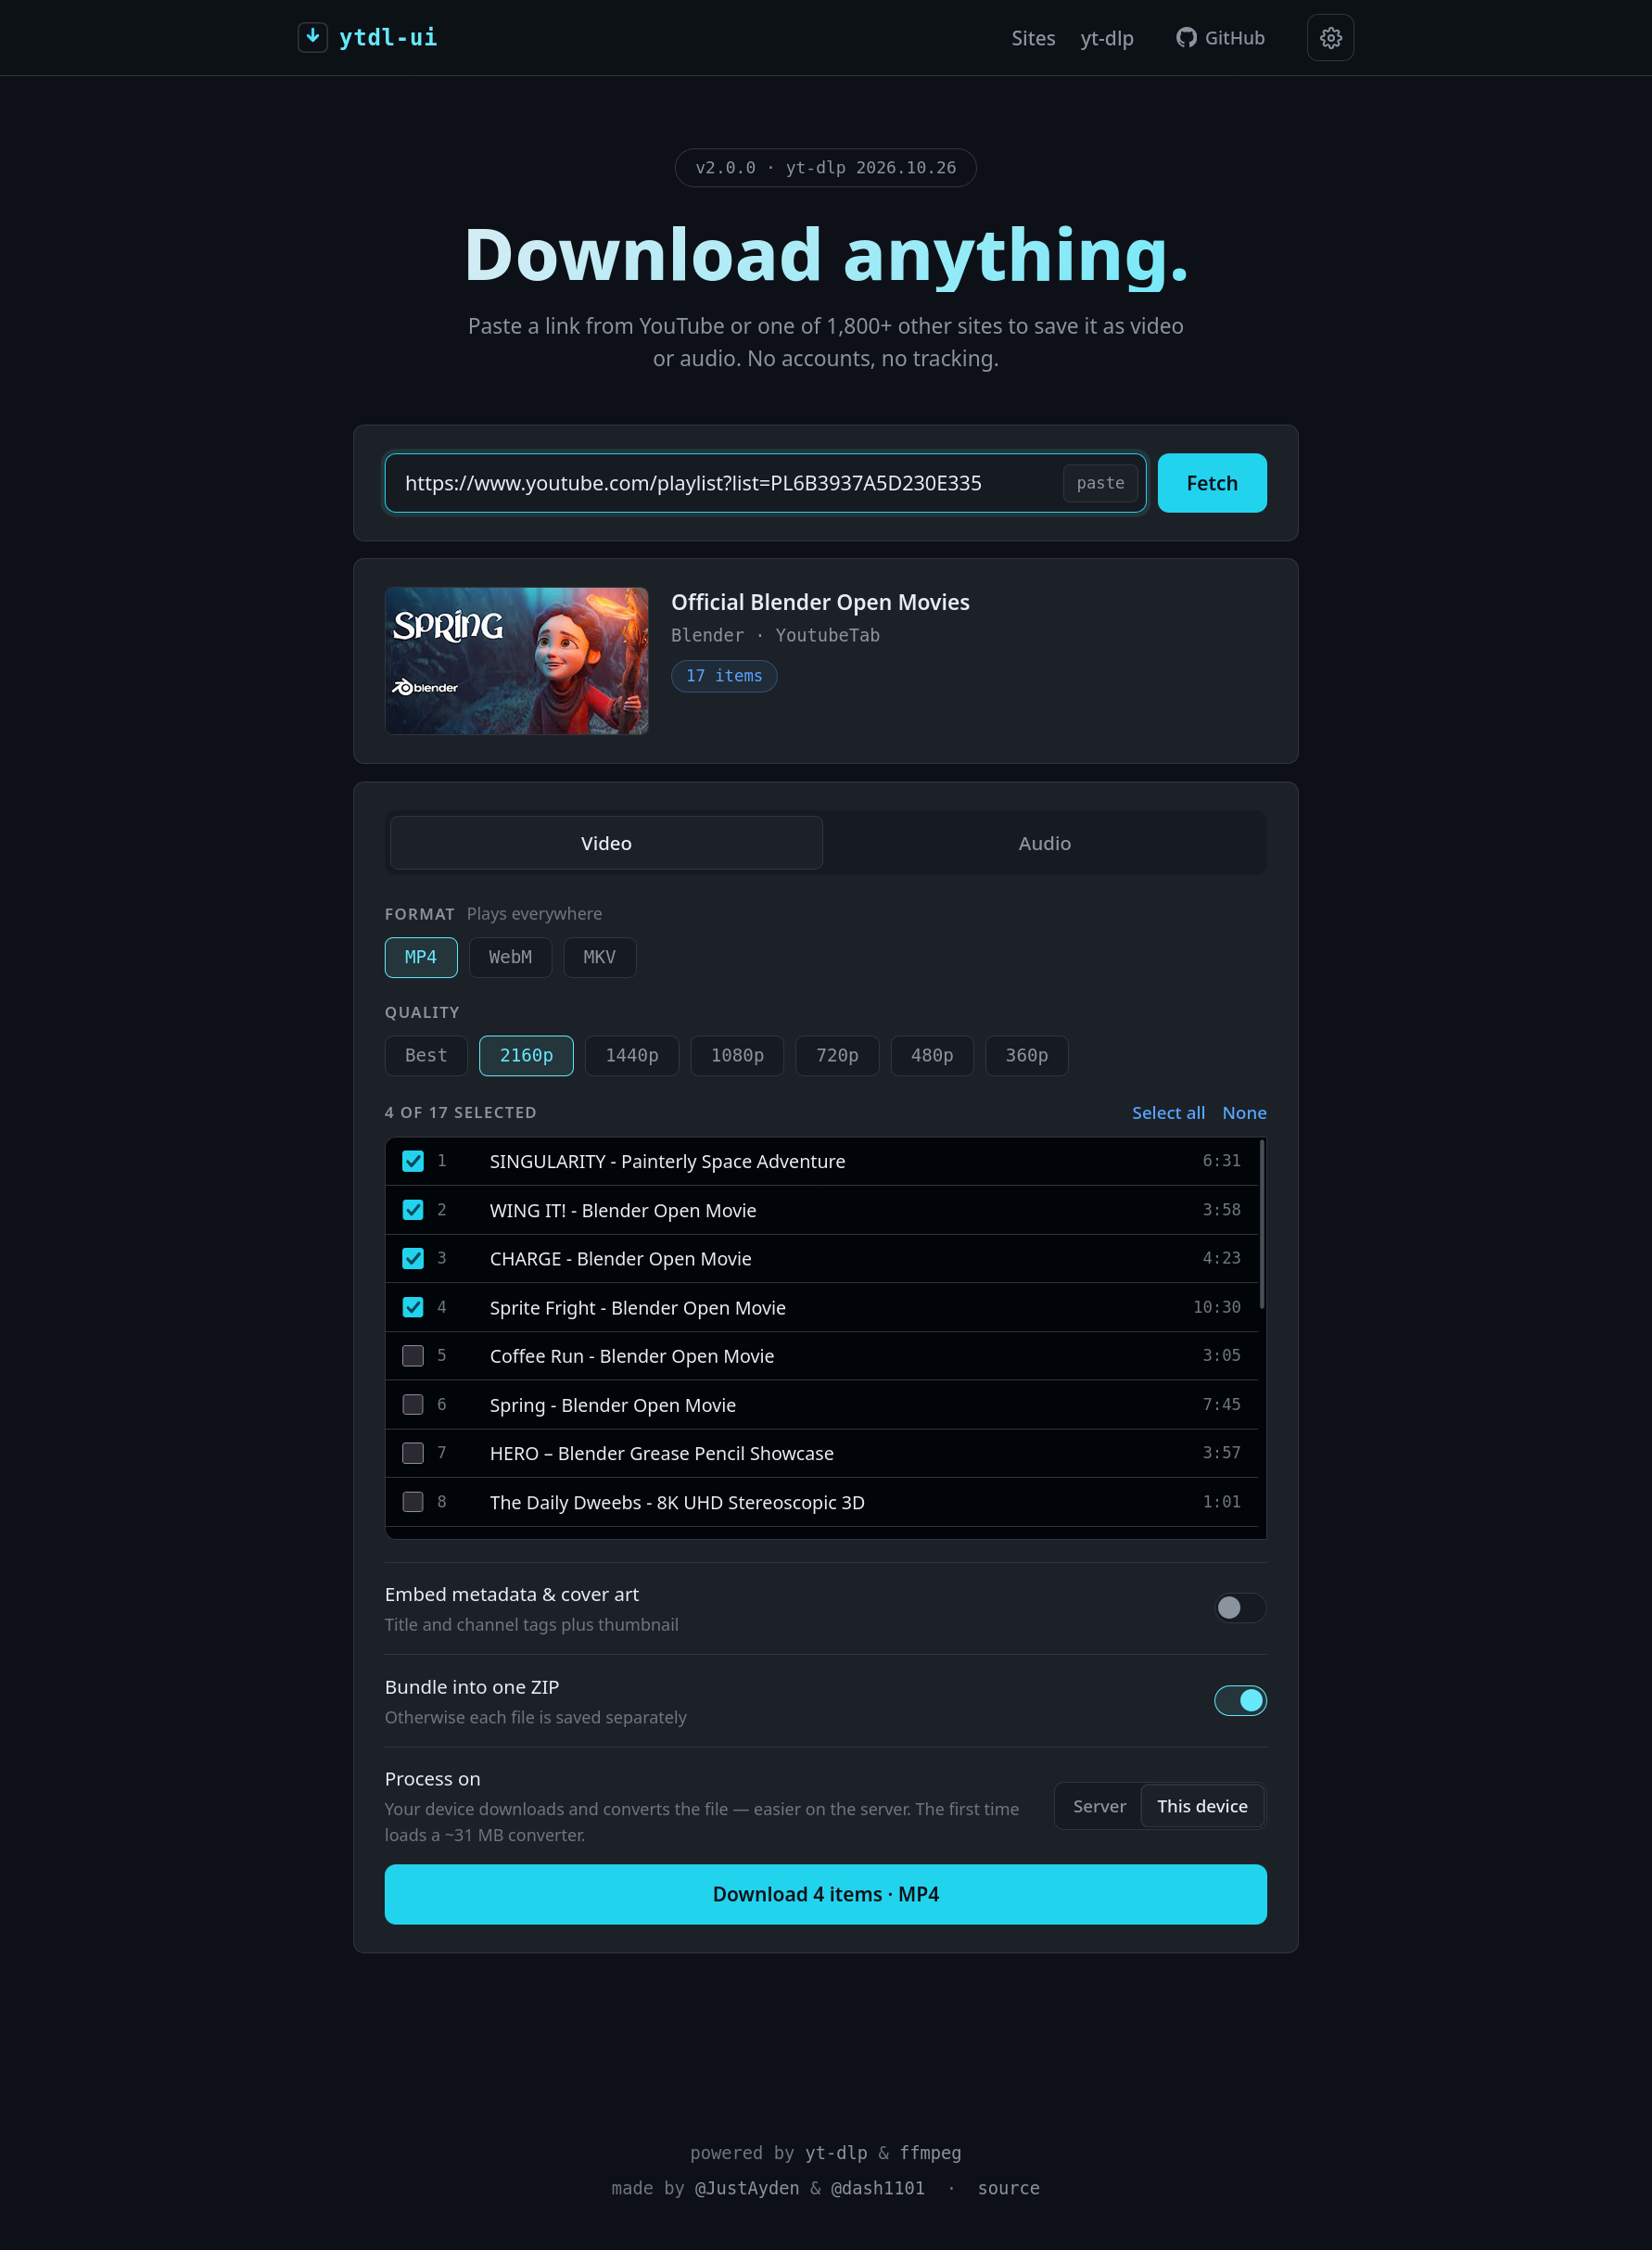 ytdl-ui
Sites yt-dlp GitHub
v2.0.0 · yt-dlp 2026.10.26
Download anything.
Paste a link from YouTube or one of 1,800+ other sites to save it as video
or audio. No accounts, no tracking.
https://www.youtube.com/playlist?list=PL6B3937A5D230E335 paste Fetch
SPRING
blender
Official Blender Open Movies
Blender · YoutubeTab
17 items
Video Audio
FORMAT Plays everywhere
MP4 WebM MKV
QUALITY
Best 2160p 1440p 1080p 720p 480p 360p
4 OF 17 SELECTED Select all None
1 SINGULARITY - Painterly Space Adventure 6:31
2 WING IT! - Blender Open Movie 3:58
3 CHARGE - Blender Open Movie 4:23
4 Sprite Fright - Blender Open Movie 10:30
5 Coffee Run - Blender Open Movie 3:05
6 Spring - Blender Open Movie 7:45
7 HERO – Blender Grease Pencil Showcase 3:57
8 The Daily Dweebs - 8K UHD Stereoscopic 3D 1:01
Embed metadata & cover art
Title and channel tags plus thumbnail
Bundle into one ZIP
Otherwise each file is saved separately
Process on
Your device downloads and converts the file — easier on the server. The first time
loads a ~31 MB converter.
Server This device
Download 4 items · MP4
powered by yt-dlp & ffmpeg
made by @JustAyden & @dash1101 · source